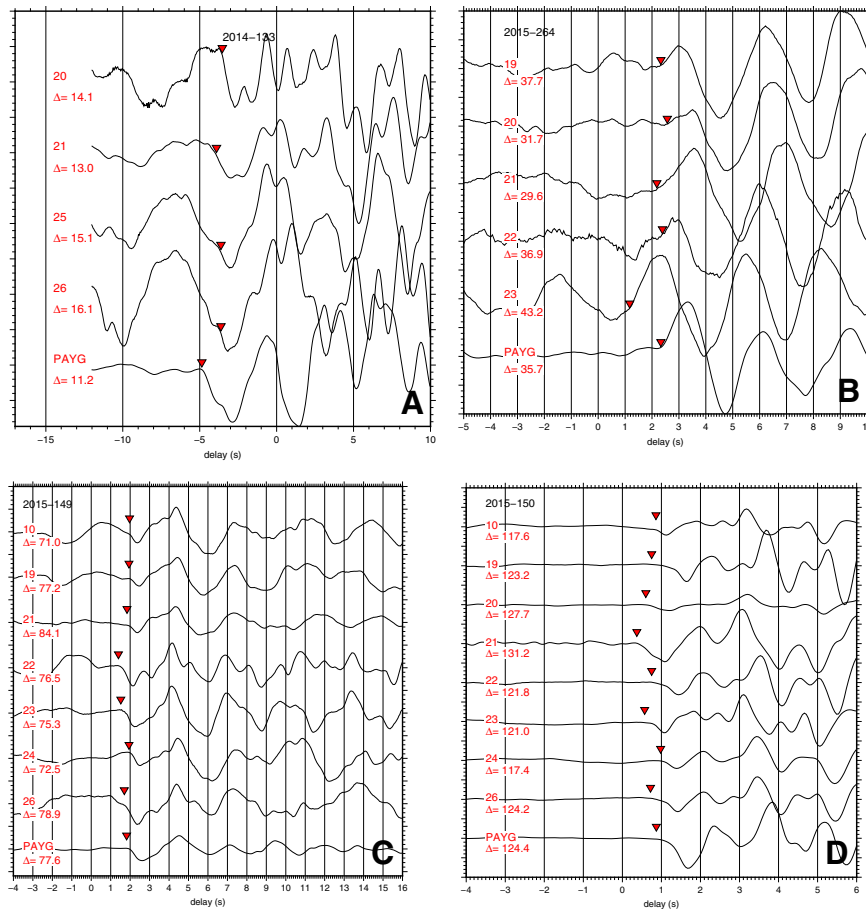 2014−133
20
Δ= 14.1
21
Δ= 13.0
25
Δ= 15.1
26
Δ= 16.1
PAYG
Δ= 11.2
A
−15 −10 −5 0 5 10
delay (s)
2015−264
19
Δ= 37.7
20
Δ= 31.7
21
Δ= 29.6
22
Δ= 36.9
23
Δ= 43.2
PAYG
Δ= 35.7
B
−5 −4 −3 −2 −1 0 1 2 3 4 5 6 7 8 9 10
delay (s)
2015−149
10
Δ= 71.0
19
Δ= 77.2
21
Δ= 84.1
22
Δ= 76.5
23
Δ= 75.3
24
Δ= 72.5
26
Δ= 78.9
PAYG
Δ= 77.6
C
−4 −3 −2 −1 0 1 2 3 4 5 6 7 8 9 10 11 12 13 14 15 16
delay (s)
2015−150
10
Δ= 117.6
19
Δ= 123.2
20
Δ= 127.7
21
Δ= 131.2
22
Δ= 121.8
23
Δ= 121.0
24
Δ= 117.4
26
Δ= 124.2
PAYG
Δ= 124.4
D
−4 −3 −2 −1 0 1 2 3 4 5 6
delay (s)